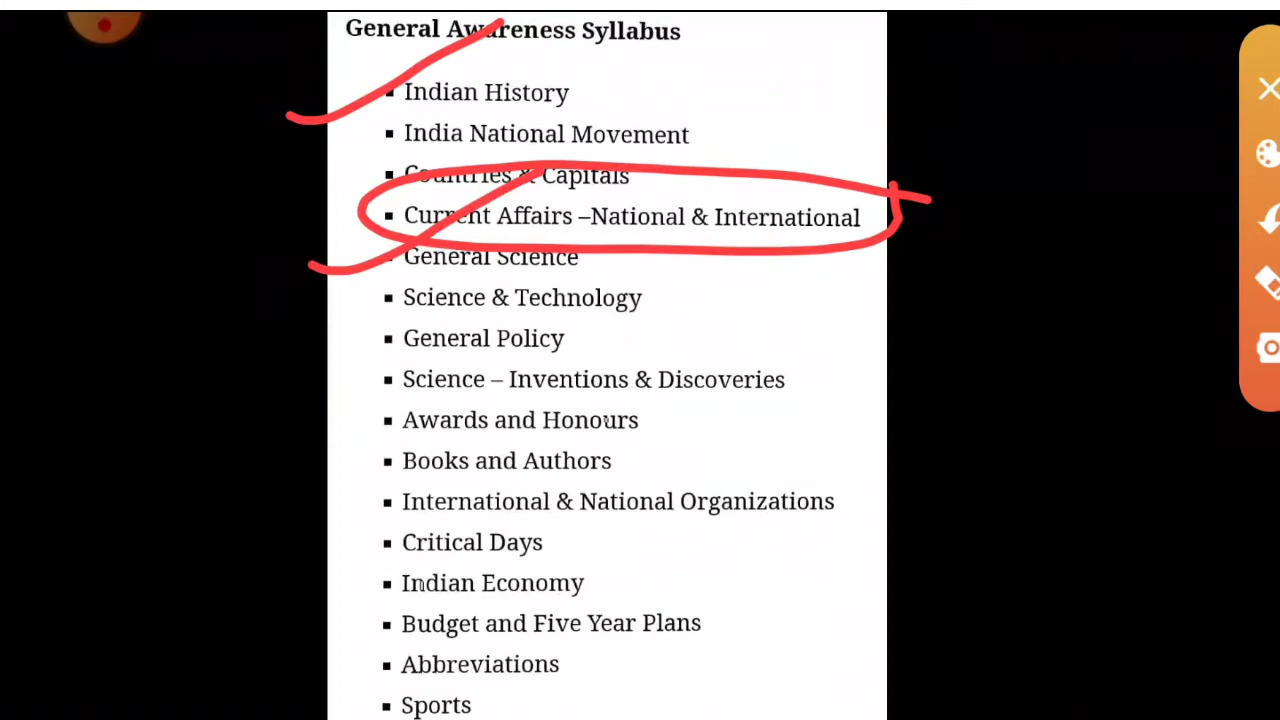 General Awareness Syllabus
▪ Indian History
▪ India National Movement
▪ Countries & Capitals
▪ Current Affairs –National & International
▪ General Science
▪ Science & Technology
▪ General Policy
▪ Science – Inventions & Discoveries
▪ Awards and Honours
▪ Books and Authors
▪ International & National Organizations
▪ Critical Days
▪ Indian Economy
▪ Budget and Five Year Plans
▪ Abbreviations
▪ Sports